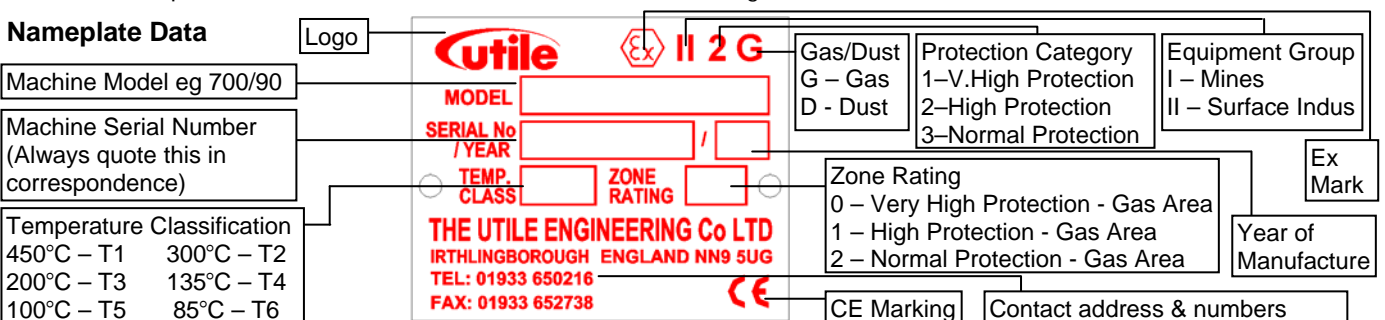 Nameplate Data
Logo
Machine Model eg 700/90
Machine Serial Number
(Always quote this in
correspondence)
Temperature Classification
450°C – T1 300°C – T2
200°C – T3 135°C – T4
100°C – T5 85°C – T6
utile
Ex II 2 G
MODEL
SERIAL No
/ YEAR
/
TEMP.
CLASS
ZONE
RATING
THE UTILE ENGINEERING Co LTD
IRTHLINGBOROUGH ENGLAND NN9 5UG
TEL: 01933 650216
FAX: 01933 652738
CE
Gas/Dust
G – Gas
D - Dust
Protection Category
1–V.High Protection
2–High Protection
3–Normal Protection
Equipment Group
I – Mines
II – Surface Indus
Ex
Mark
Zone Rating
0 – Very High Protection - Gas Area
1 – High Protection - Gas Area
2 – Normal Protection - Gas Area
Year of
Manufacture
CE Marking
Contact address & numbers